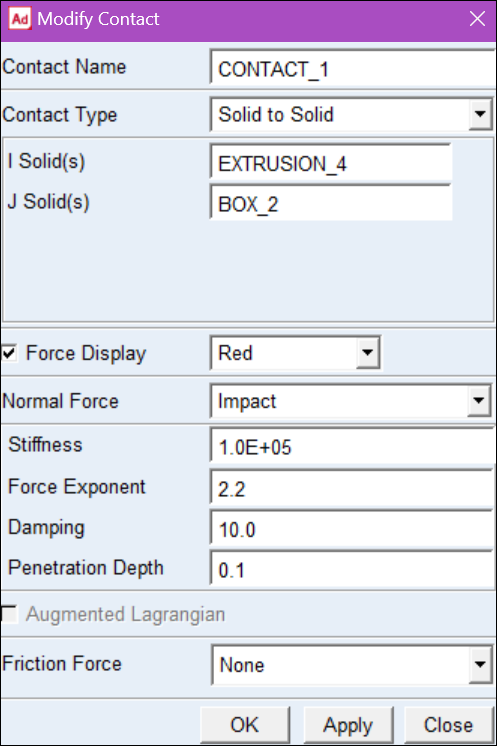 Ad Modify Contact
Contact Name CONTACT_1
Contact Type Solid to Solid
I Solid(s) EXTRUSION_4
J Solid(s) BOX_2
Force Display Red
Normal Force Impact
Stiffness 1.0E+05
Force Exponent 2.2
Damping 10.0
Penetration Depth 0.1
Augmented Lagrangian
Friction Force None
OK Apply Close